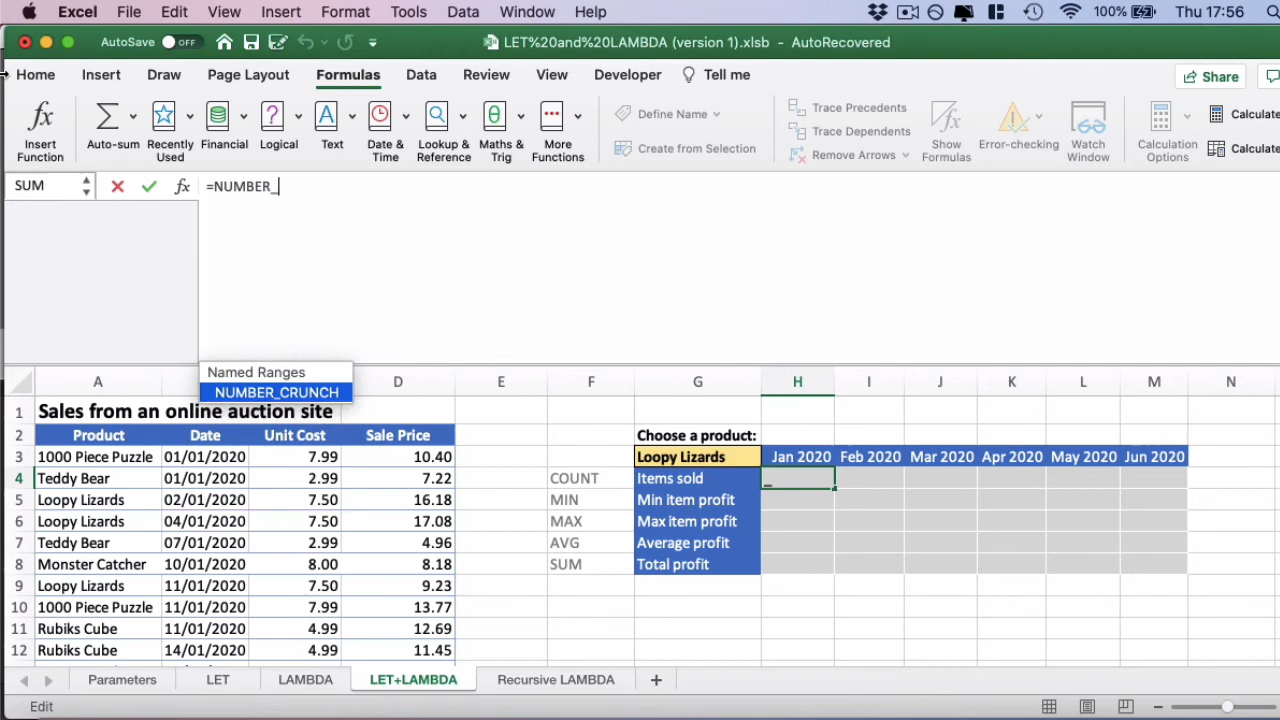 Excel File Edit View Insert Format Tools Data Window Help 100% Thu 17:56
AutoSave OFF LET%20and%20LAMBDA (version 1).xlsb - AutoRecovered
Home Insert Draw Page Layout Formulas Data Review View Developer Tell me Share
Insert Function Auto-sum Recently Used Financial Logical Text Date & Time Lookup & Reference Maths & Trig More Functions
Define Name
Create from Selection
Trace Precedents
Trace Dependents
Remove Arrows
Show Formulas Error-checking Watch Window Calculation Options
Calculate
Calculate
SUM fx =NUMBER_
Named Ranges
NUMBER_CRUNCH
A D E F G H I J K L M N
1 Sales from an online auction site
2 Product Date Unit Cost Sale Price Choose a product:
3 1000 Piece Puzzle 01/01/2020 7.99 10.40 Loopy Lizards Jan 2020 Feb 2020 Mar 2020 Apr 2020 May 2020 Jun 2020
4 Teddy Bear 01/01/2020 2.99 7.22 COUNT Items sold _
5 Loopy Lizards 02/01/2020 7.50 16.18 MIN Min item profit
6 Loopy Lizards 04/01/2020 7.50 17.08 MAX Max item profit
7 Teddy Bear 07/01/2020 2.99 4.96 AVG Average profit
8 Monster Catcher 10/01/2020 8.00 8.18 SUM Total profit
9 Loopy Lizards 11/01/2020 7.50 9.23
10 1000 Piece Puzzle 11/01/2020 7.99 13.77
11 Rubiks Cube 11/01/2020 4.99 12.69
12 Rubiks Cube 14/01/2020 4.99 11.45
Parameters LET LAMBDA LET+LAMBDA Recursive LAMBDA +
Edit